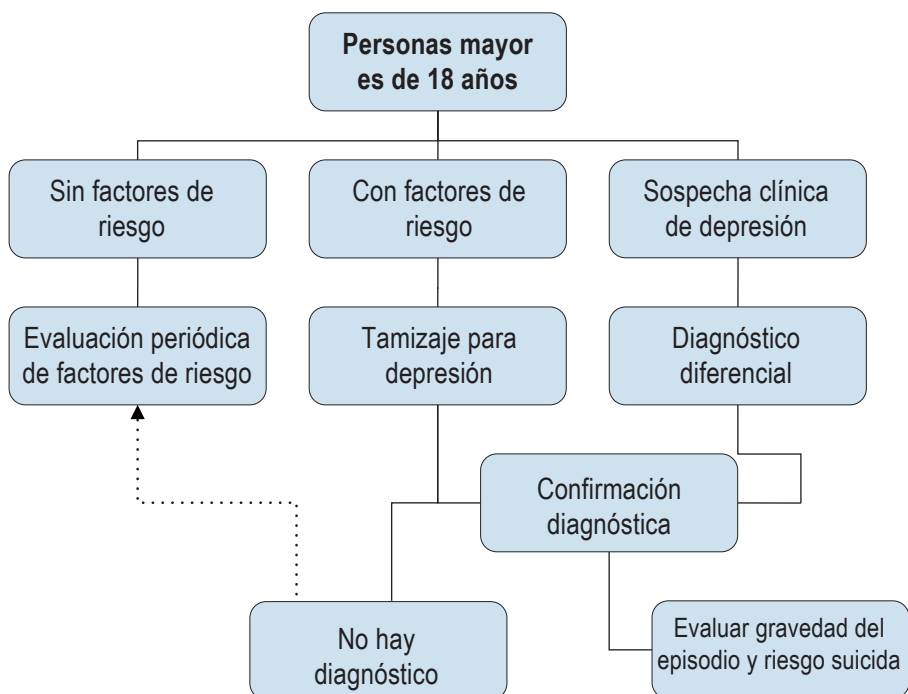 Personas mayor
es de 18 años
Sin factores de
riesgo
Con factores de
riesgo
Sospecha clínica
de depresión
Evaluación periódica
de factores de riesgo
Tamizaje para
depresión
Diagnóstico
diferencial
Confirmación
diagnóstica
No hay
diagnóstico
Evaluar gravedad del
episodio y riesgo suicida